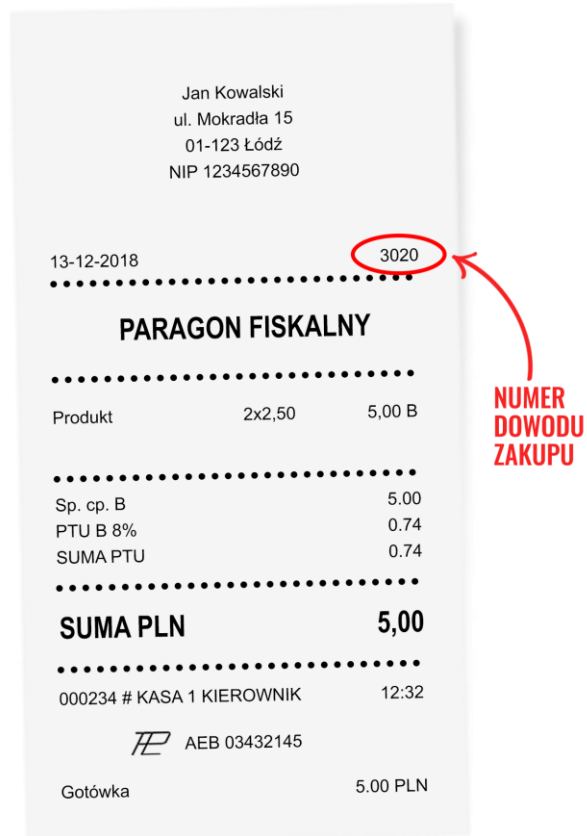 Jan Kowalski
ul. Mokradła 15
01-123 Łódź
NIP 1234567890
13-12-2018 3020
PARAGON FISKALNY
Produkt 2x2,50 5,00 B
Sp. cp. B 5.00
PTU B 8% 0.74
SUMA PTU 0.74
SUMA PLN 5,00
000234 # KASA 1 KIEROWNIK 12:32
AEB 03432145
Gotówka 5.00 PLN
NUMER
DOWODU
ZAKUPU